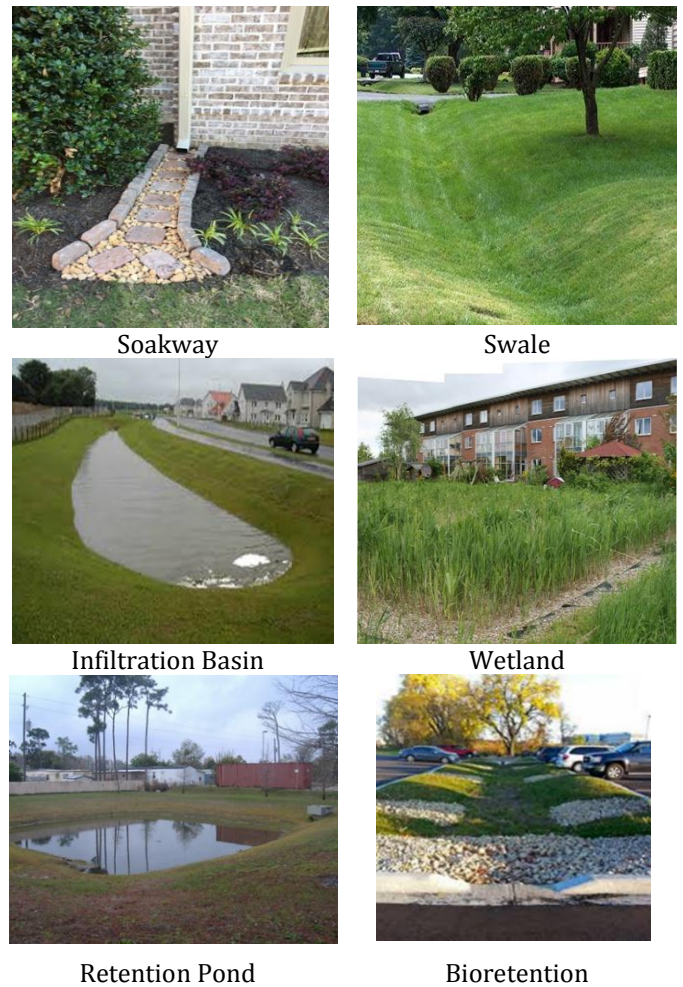 Soakway
Swale
Infiltration Basin
Wetland
Retention Pond
Bioretention